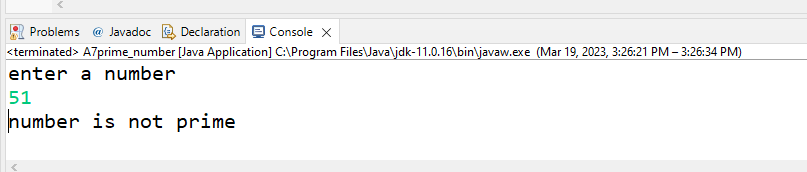 Problems @ Javadoc Declaration Console
<terminated> A7prime_number [Java Application] C:\Program Files\Java\jdk-11.0.16\bin\javaw.exe (Mar 19, 2023, 3:26:21 PM – 3:26:34 PM)
enter a number
51
number is not prime